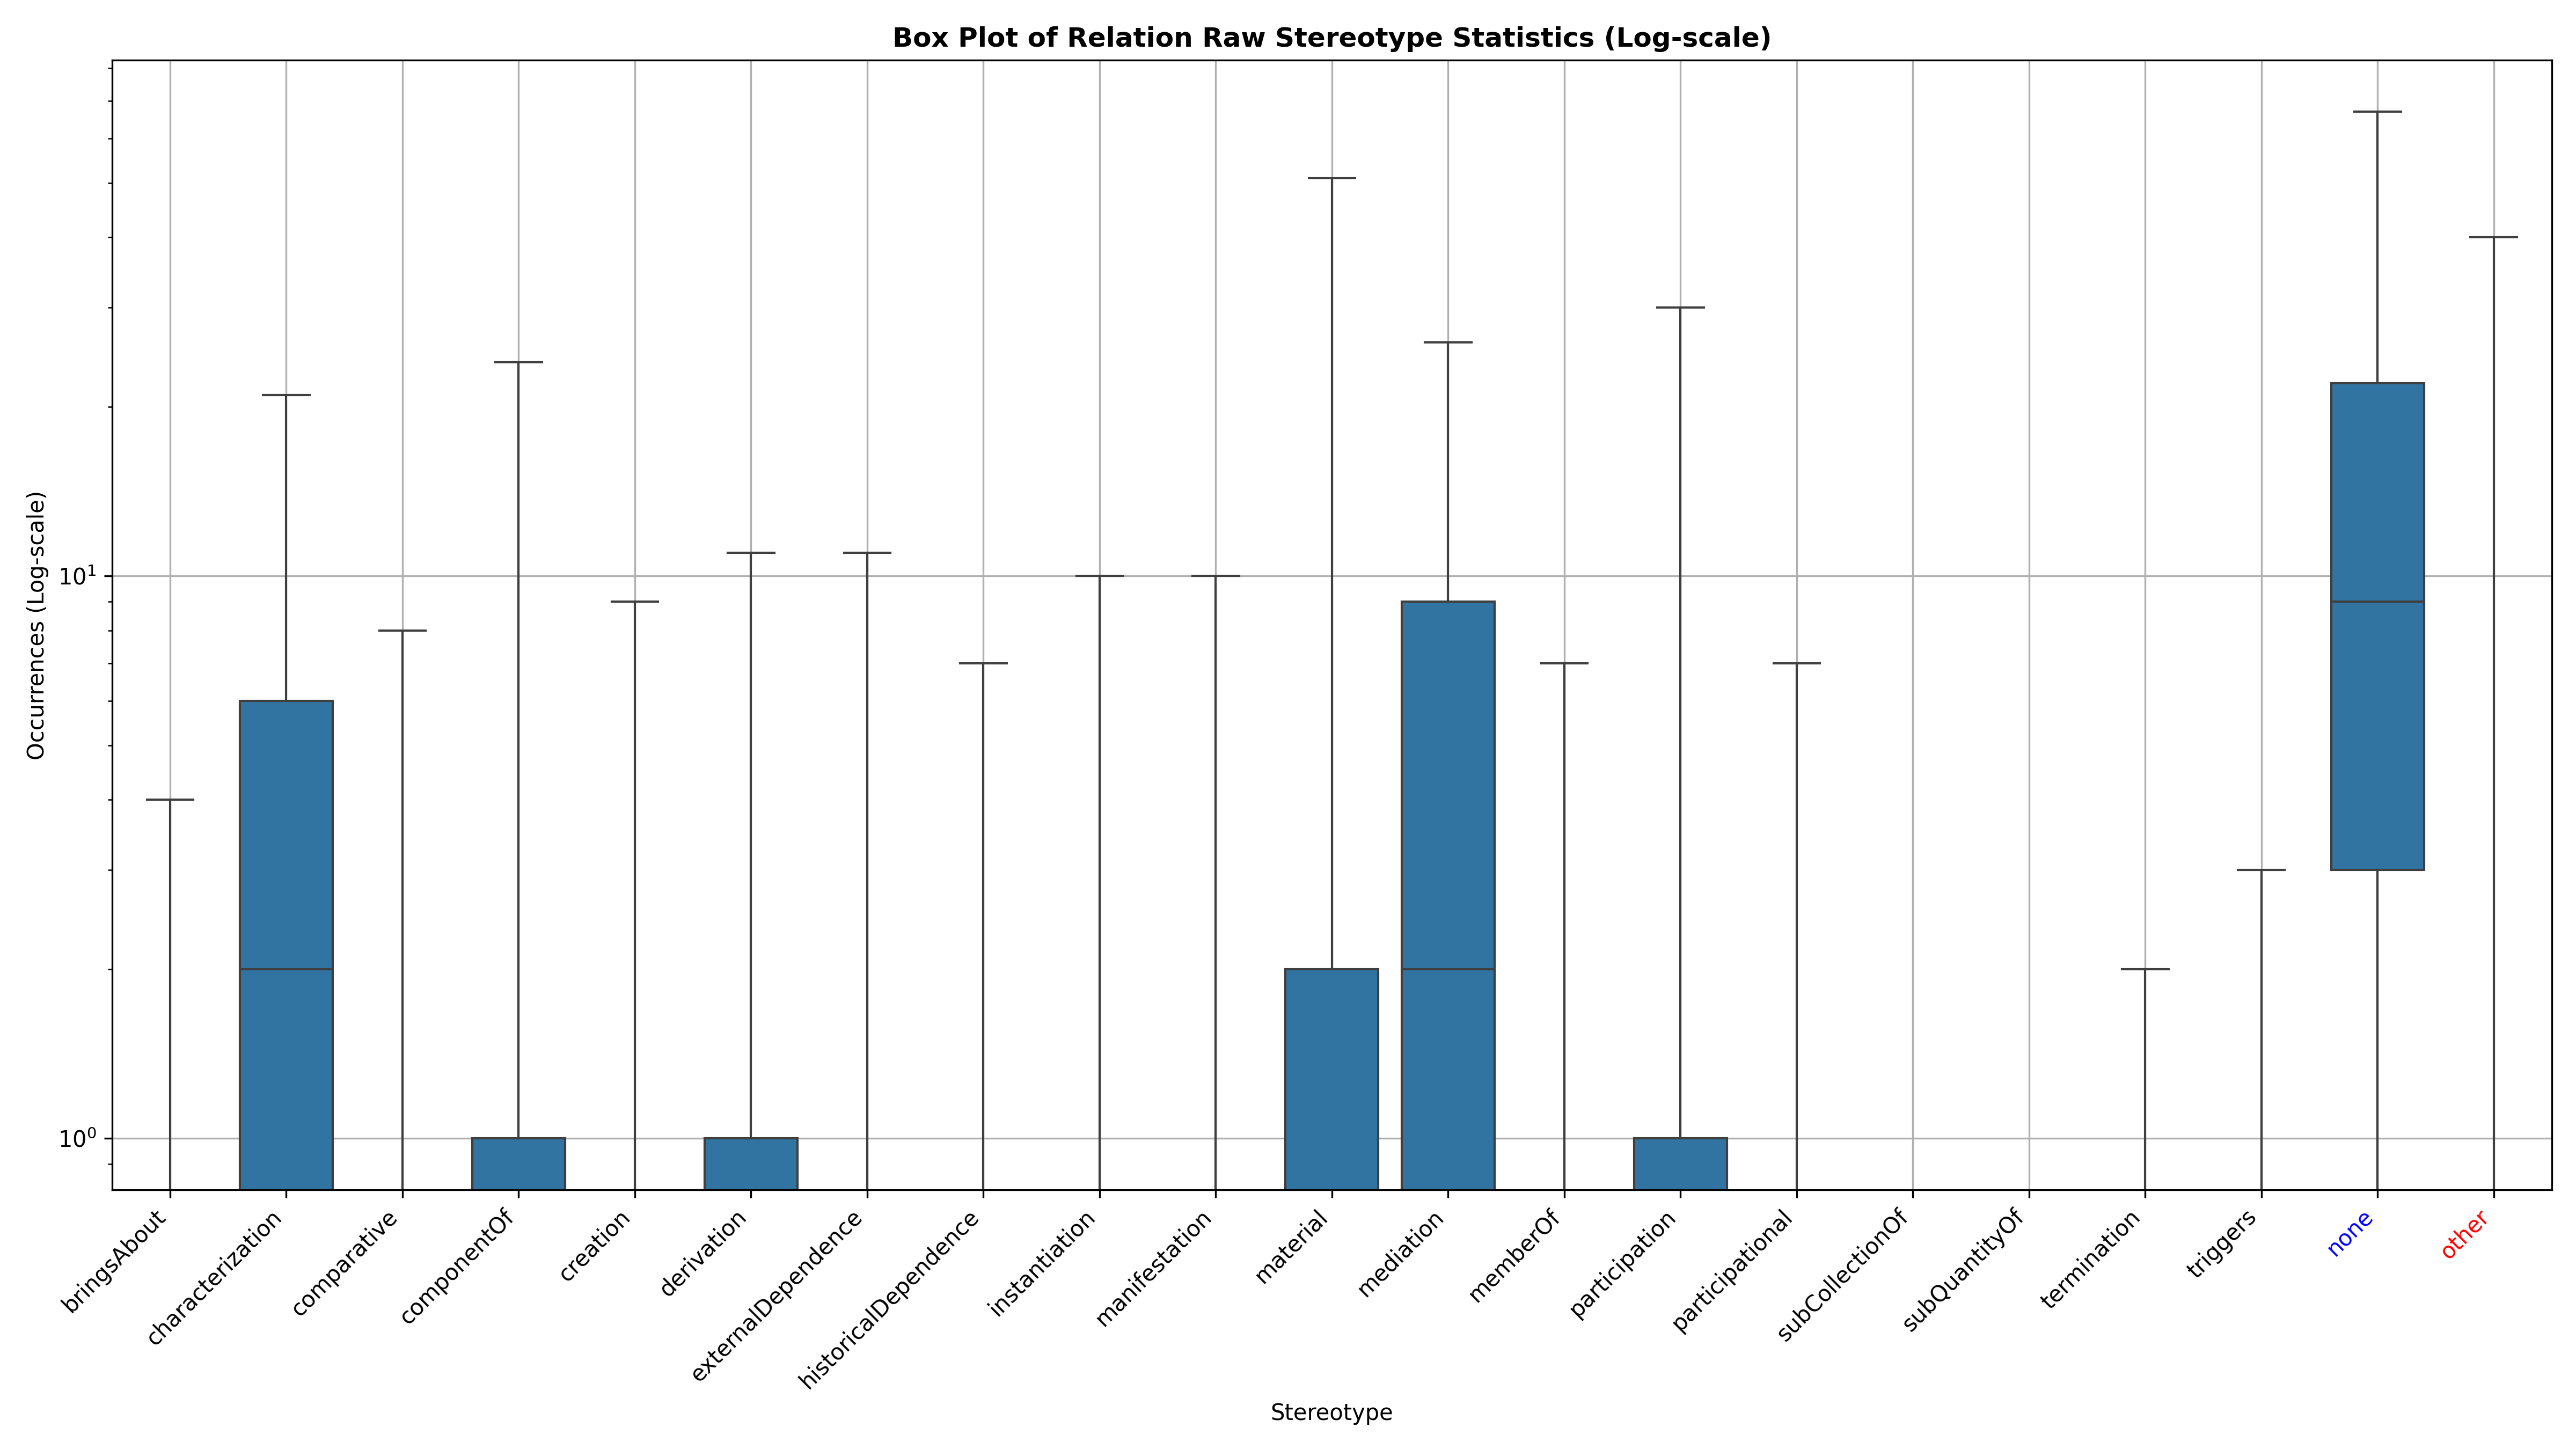 Box Plot of Relation Raw Stereotype Statistics (Log-scale)
Occurrences (Log-scale)
10¹
10⁰
bringsAbout
characterization
comparative
componentOf
creation
derivation
externalDependence
historicalDependence
instantiation
manifestation
material
mediation
memberOf
participation
participational
subCollectionOf
subQuantityOf
termination
triggers
none
other
Stereotype